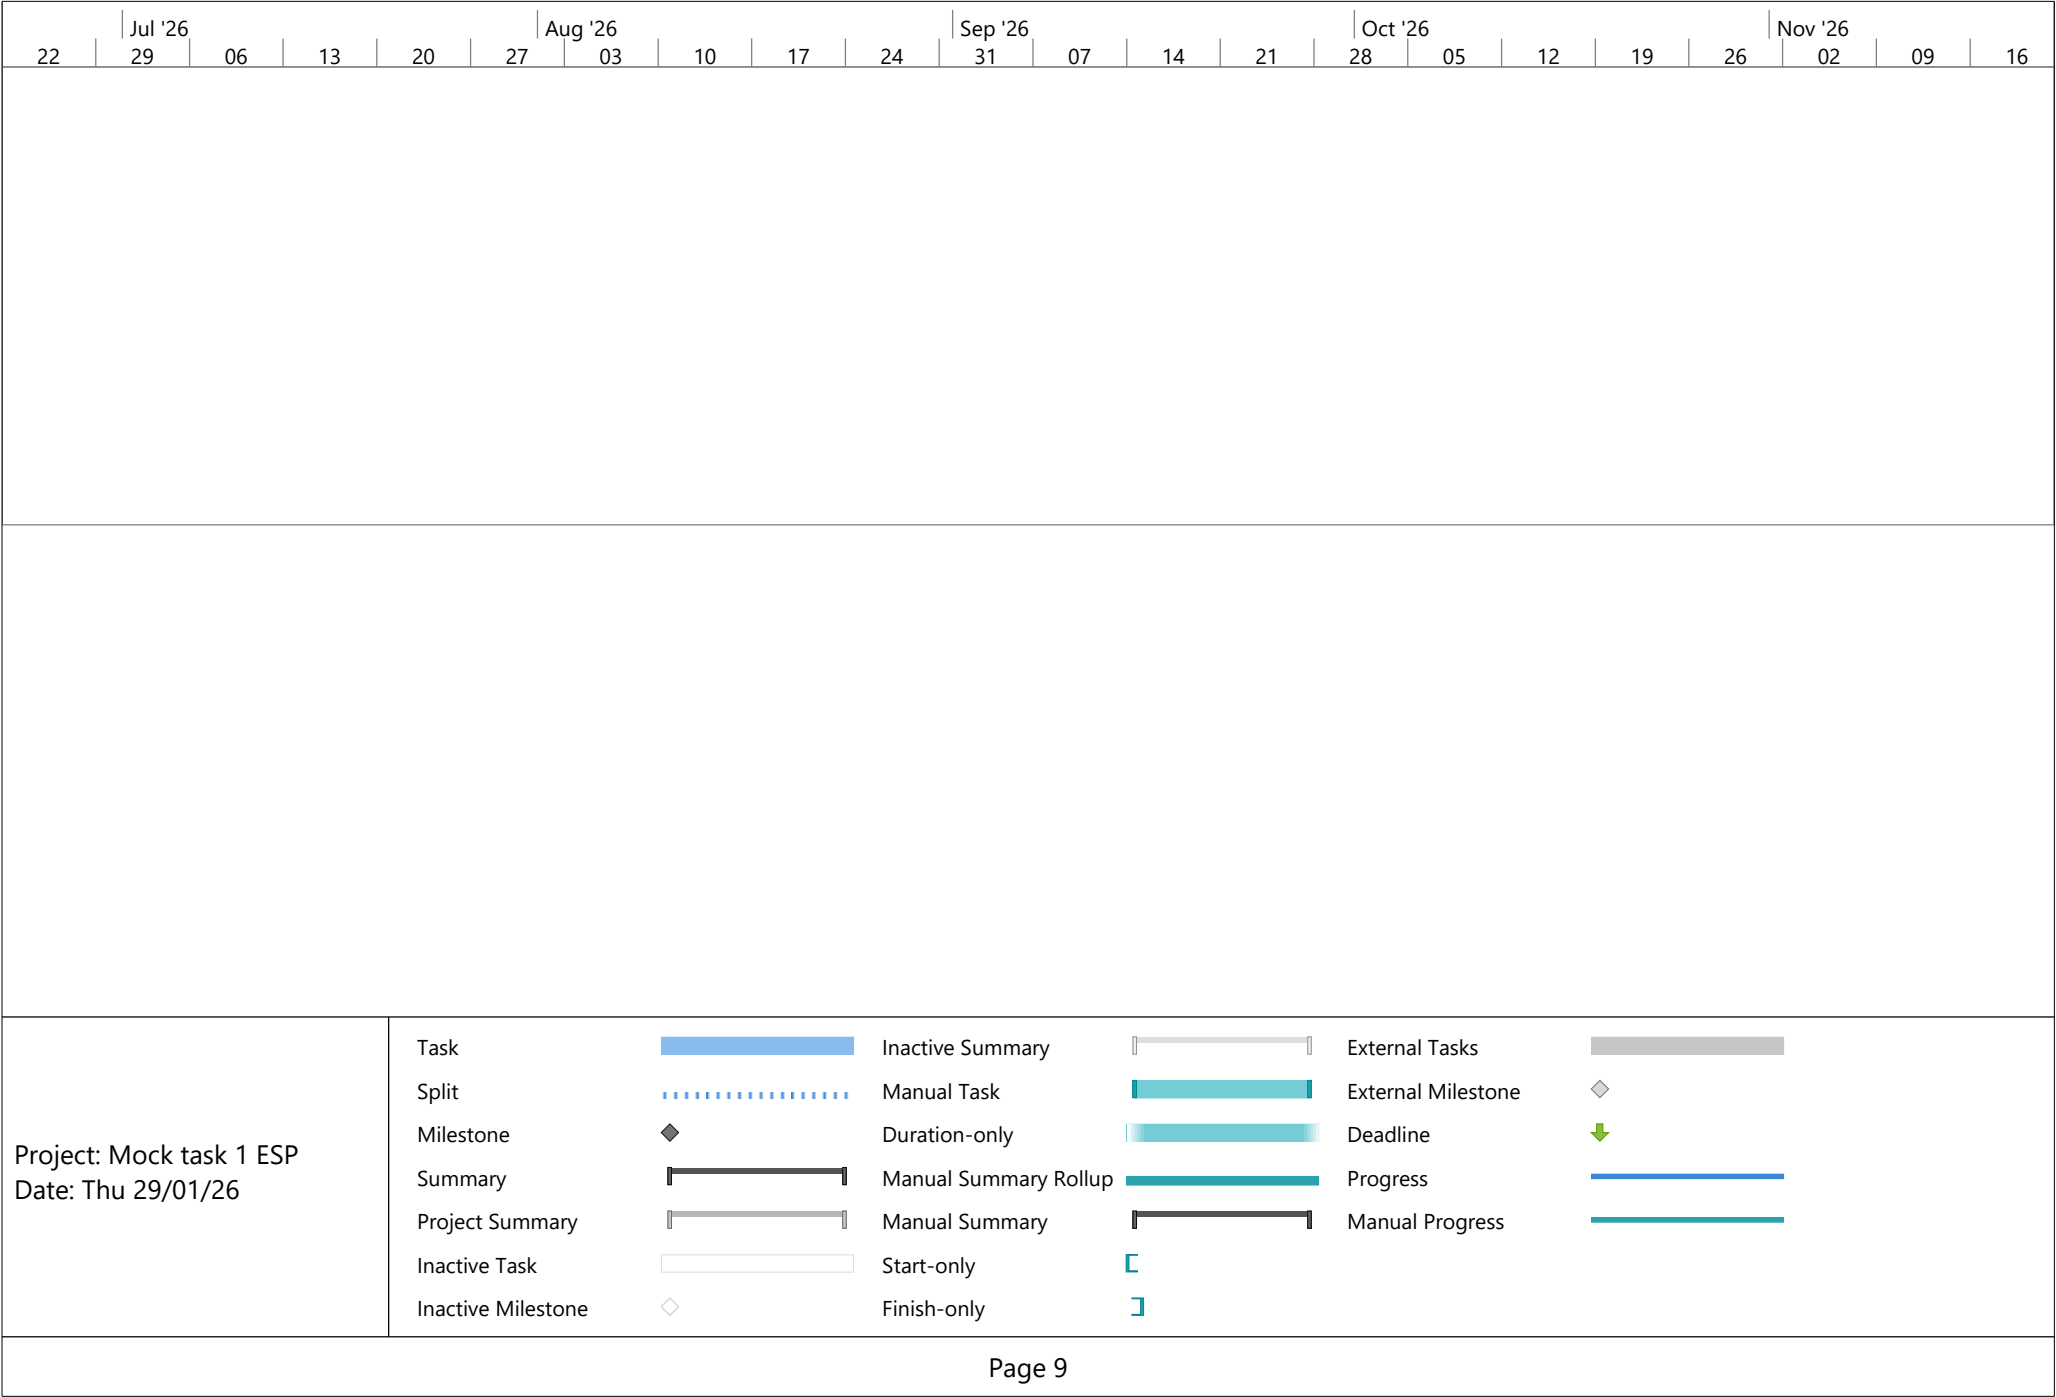 Jul '26 Aug '26 Sep '26 Oct '26 Nov '26
22 29 06 13 20 27 03 10 17 24 31 07 14 21 28 05 12 19 26 02 09 16
Project: Mock task 1 ESP
Date: Thu 29/01/26
Task
Split
Milestone
Summary
Project Summary
Inactive Task
Inactive Milestone
Inactive Summary
Manual Task
Duration-only
Manual Summary Rollup
Manual Summary
Start-only
Finish-only
External Tasks
External Milestone
Deadline
Progress
Manual Progress
Page 9